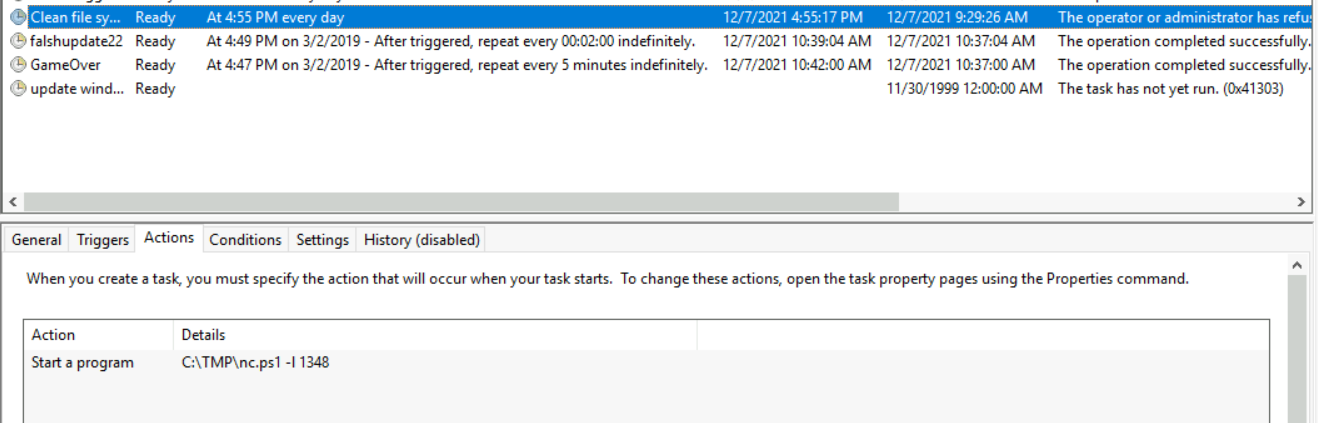 Clean file sy... Ready At 4:55 PM every day 12/7/2021 4:55:17 PM 12/7/2021 9:29:26 AM The operator or administrator has refu
falshupdate22 Ready At 4:49 PM on 3/2/2019 - After triggered, repeat every 00:02:00 indefinitely. 12/7/2021 10:39:04 AM 12/7/2021 10:37:04 AM The operation completed successfully.
GameOver Ready At 4:47 PM on 3/2/2019 - After triggered, repeat every 5 minutes indefinitely. 12/7/2021 10:42:00 AM 12/7/2021 10:37:00 AM The operation completed successfully.
update wind... Ready 11/30/1999 12:00:00 AM The task has not yet run. (0x41303)
General Triggers Actions Conditions Settings History (disabled)
When you create a task, you must specify the action that will occur when your task starts. To change these actions, open the task property pages using the Properties command.
Action Details
Start a program C:\TMP\nc.ps1 -l 1348